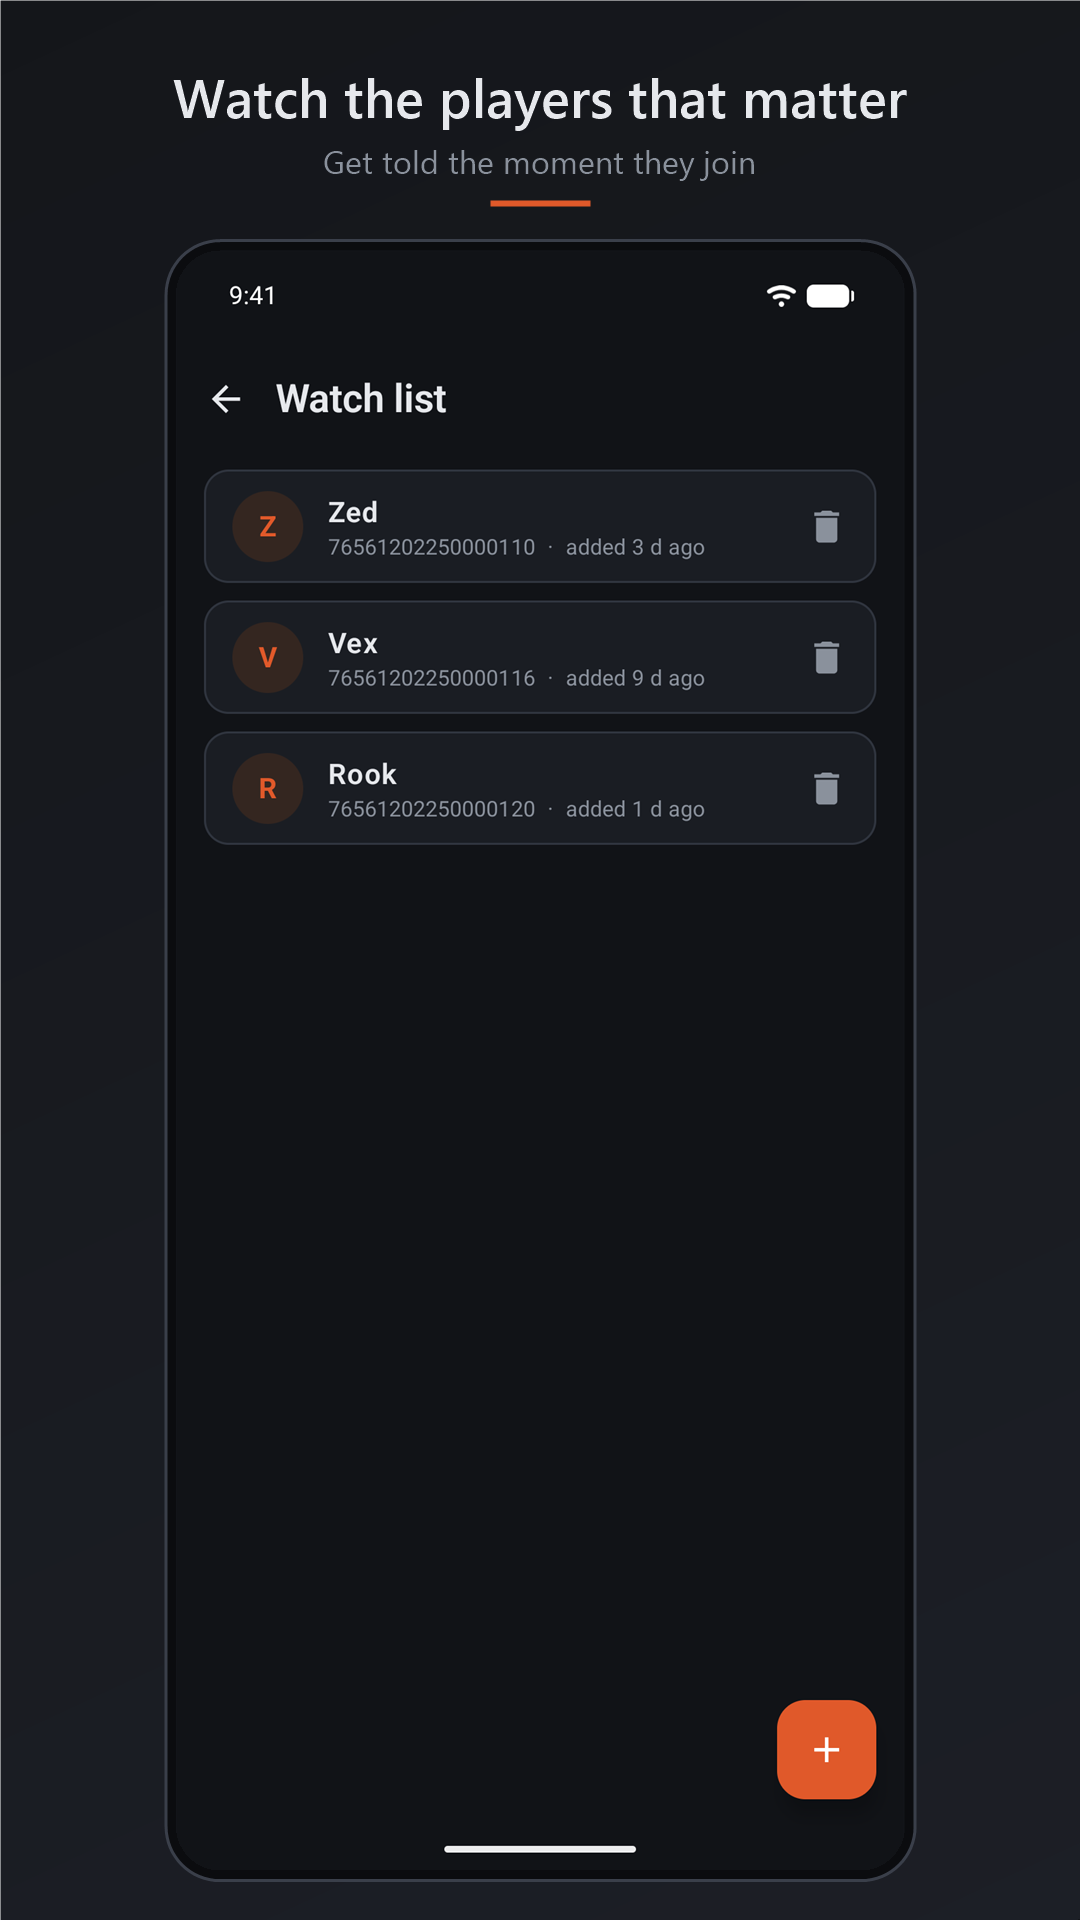 Watch the players that matter
Get told the moment they join
9:41
Watch list
Z
Zed
76561202250000110 · added 3 d ago
V
Vex
76561202250000116 · added 9 d ago
R
Rook
76561202250000120 · added 1 d ago
+